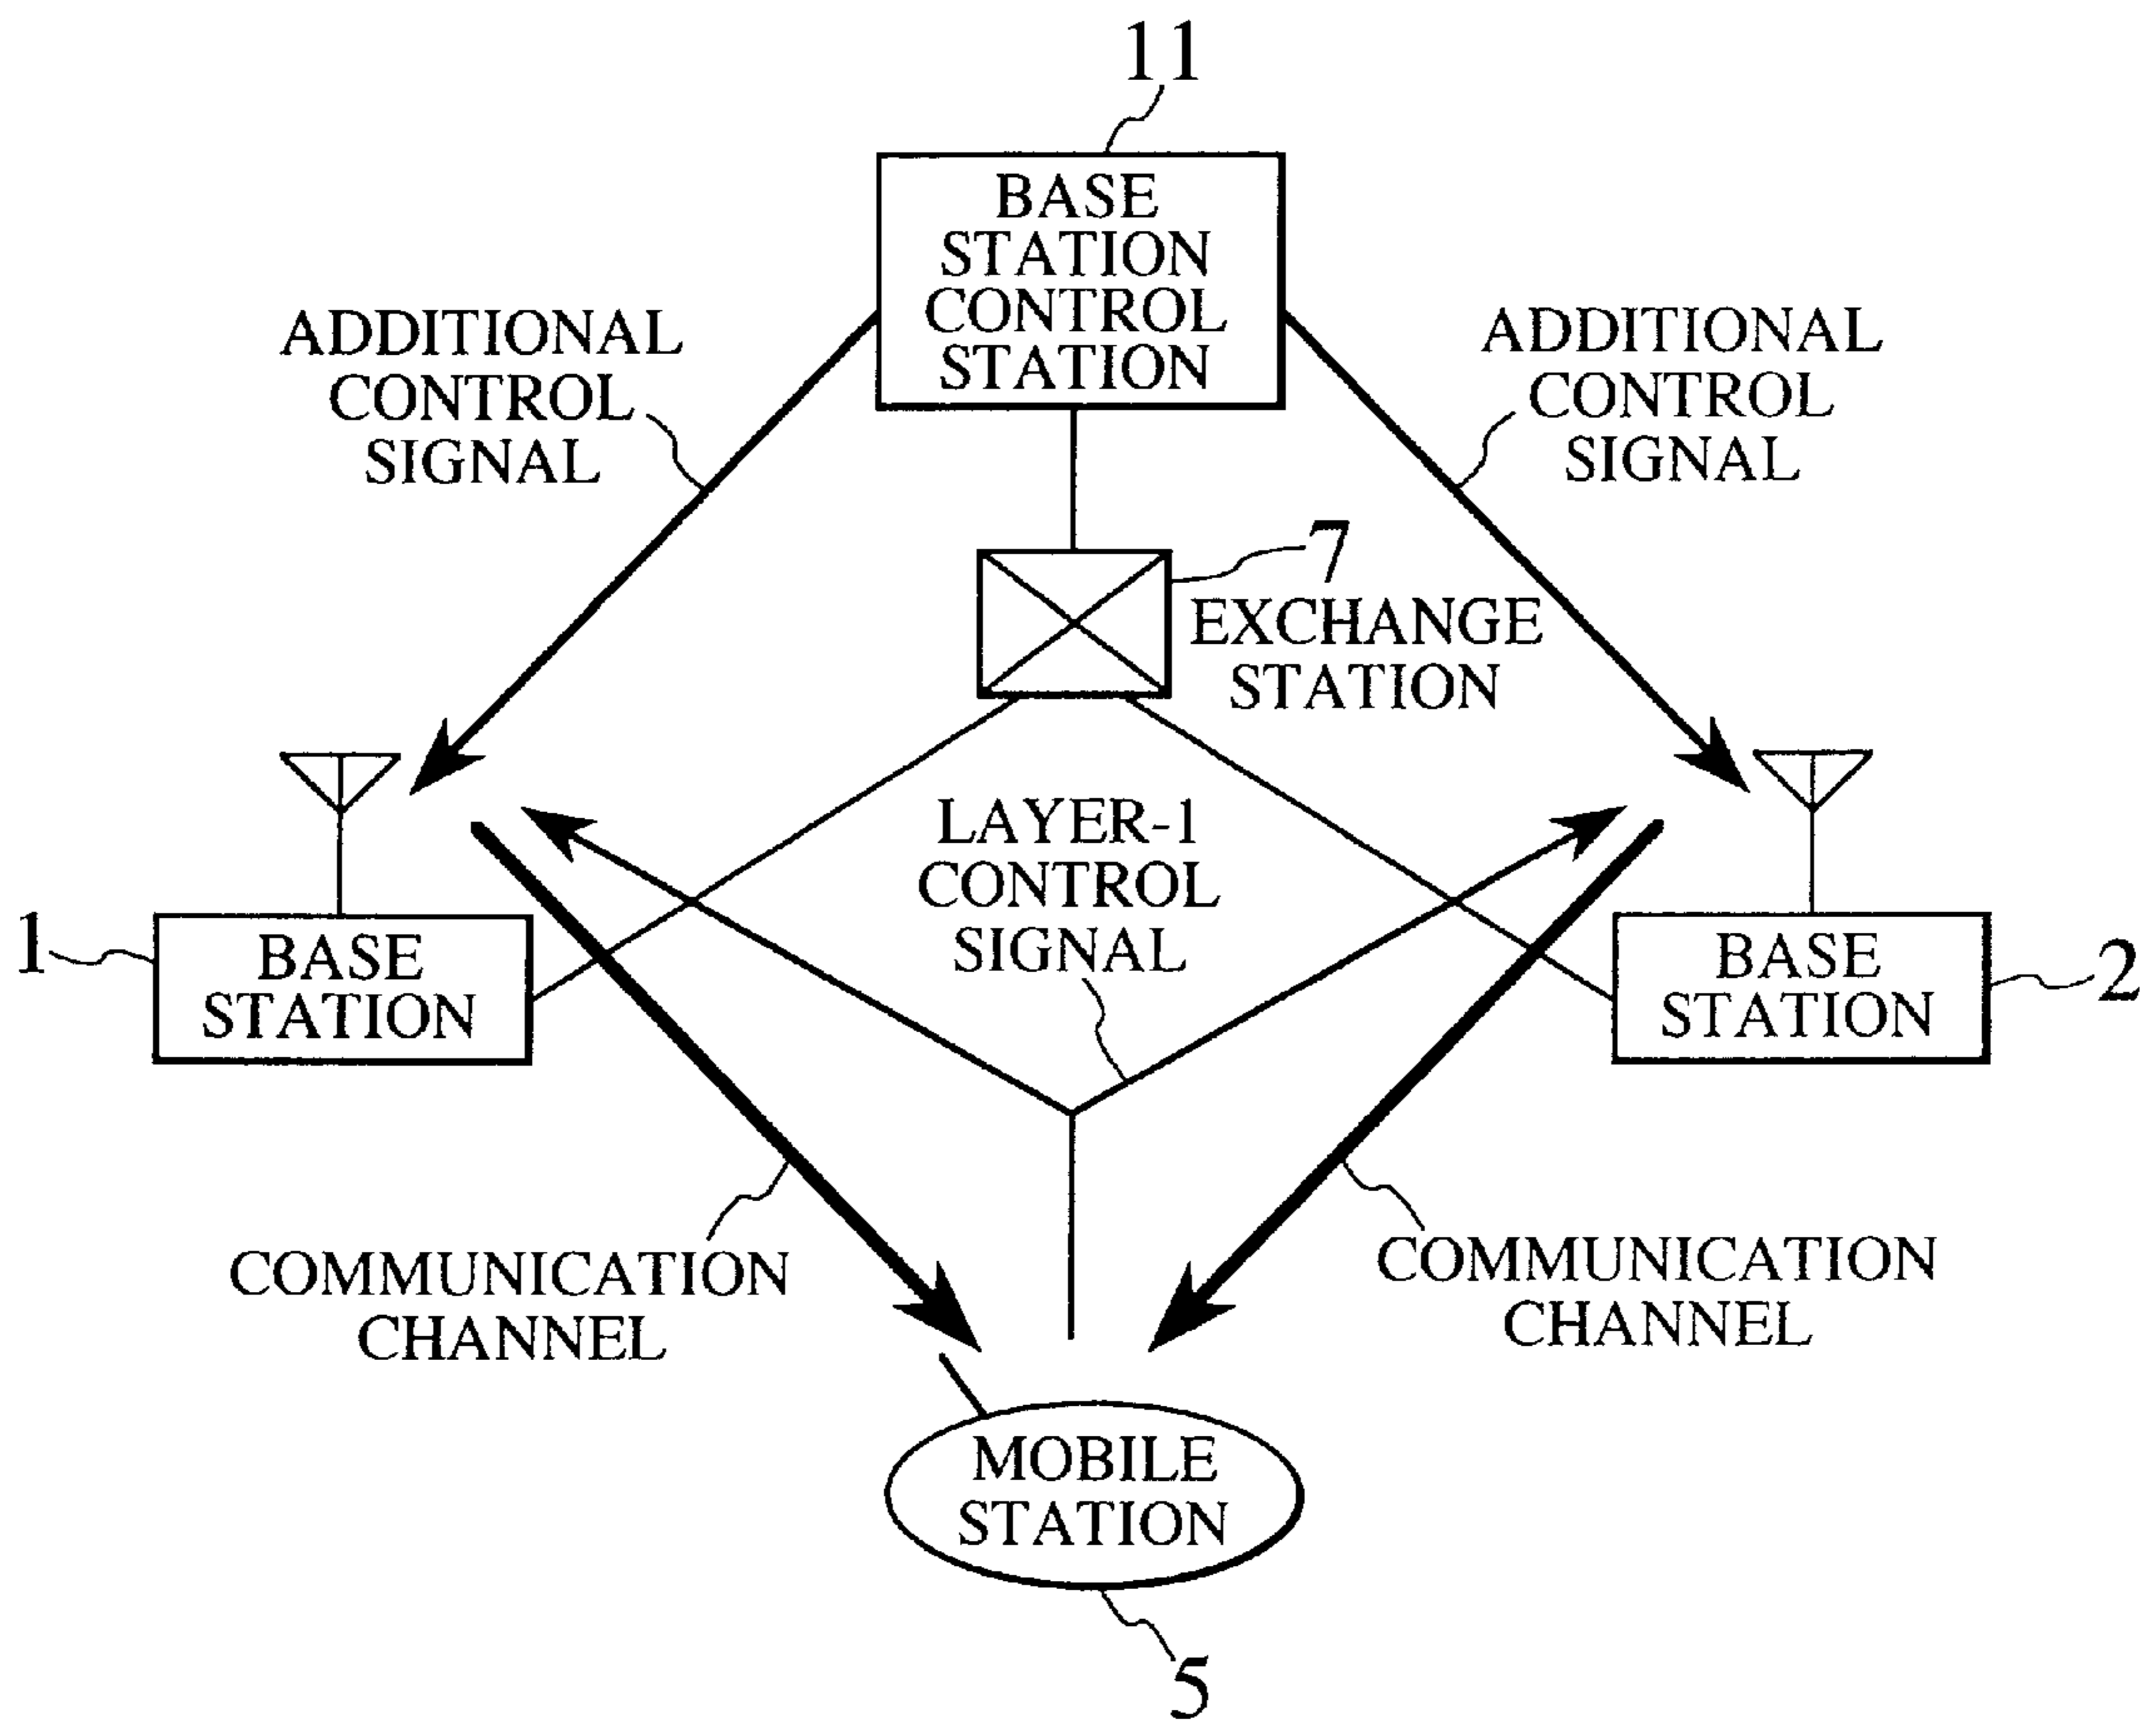 11
BASE
STATION
CONTROL
STATION
ADDITIONAL
CONTROL
SIGNAL
ADDITIONAL
CONTROL
SIGNAL
7
EXCHANGE
STATION
LAYER-1
CONTROL
SIGNAL
1
BASE
STATION
BASE
STATION
2
COMMUNICATION
CHANNEL
COMMUNICATION
CHANNEL
MOBILE
STATION
5